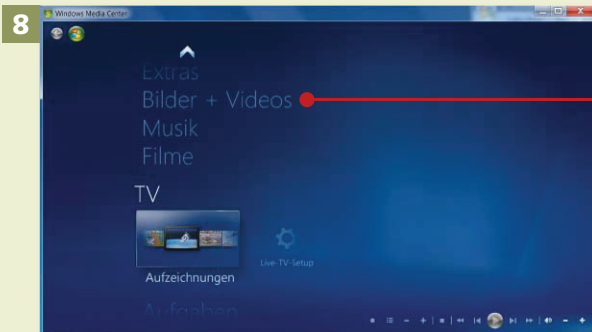 8
Windows Media Center
Extras
Bilder + Videos
Musik
Filme
TV
Aufzeichnungen
Live-TV-Setup
Aufgaben